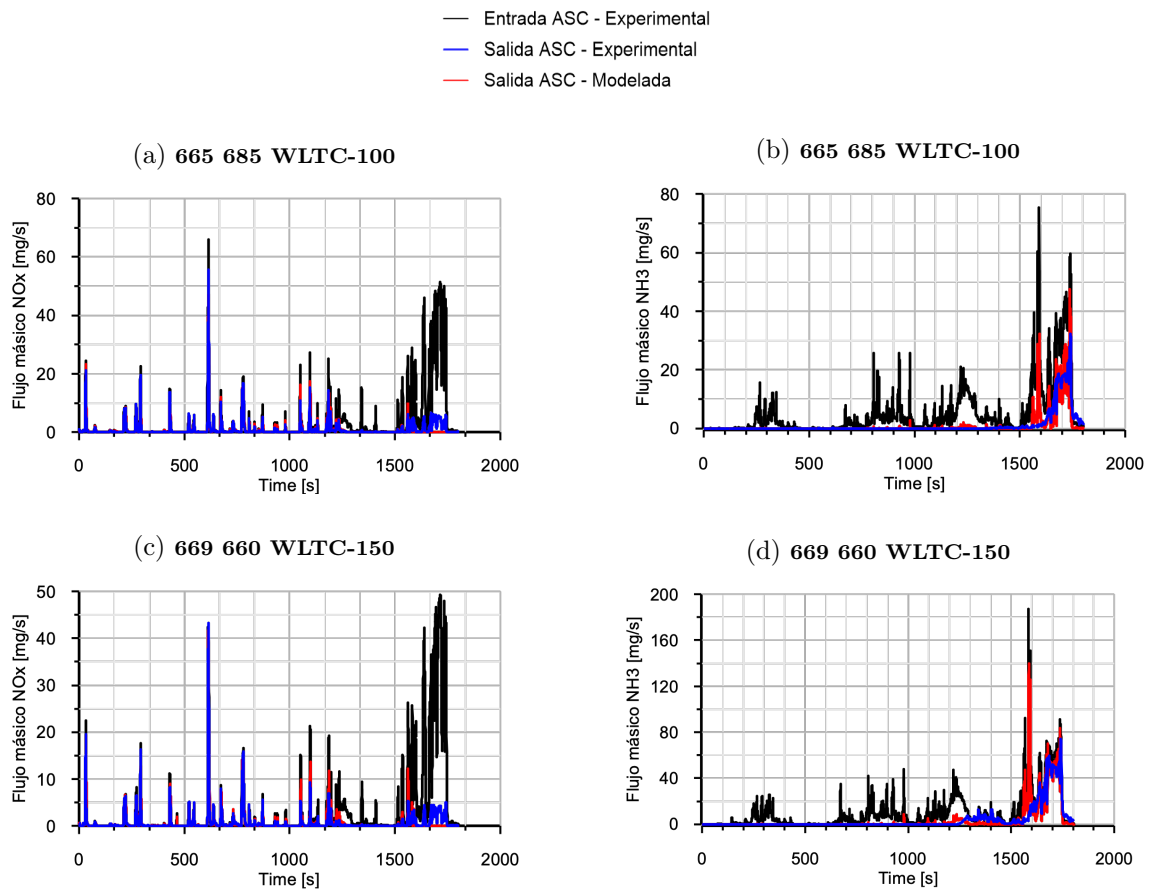 Entrada ASC - Experimental
Salida ASC - Experimental
Salida ASC - Modelada
(a) 665 685 WLTC-100
Flujo másico NOx [mg/s]
80
60
40
20
0
0 500 1000 1500 2000
Time [s]
(b) 665 685 WLTC-100
Flujo másico NH3 [mg/s]
80
60
40
20
0
0 500 1000 1500 2000
Time [s]
(c) 669 660 WLTC-150
Flujo másico NOx [mg/s]
50
40
30
20
10
0
0 500 1000 1500 2000
Time [s]
(d) 669 660 WLTC-150
Flujo másico NH3 [mg/s]
200
160
120
80
40
0
0 500 1000 1500 2000
Time [s]